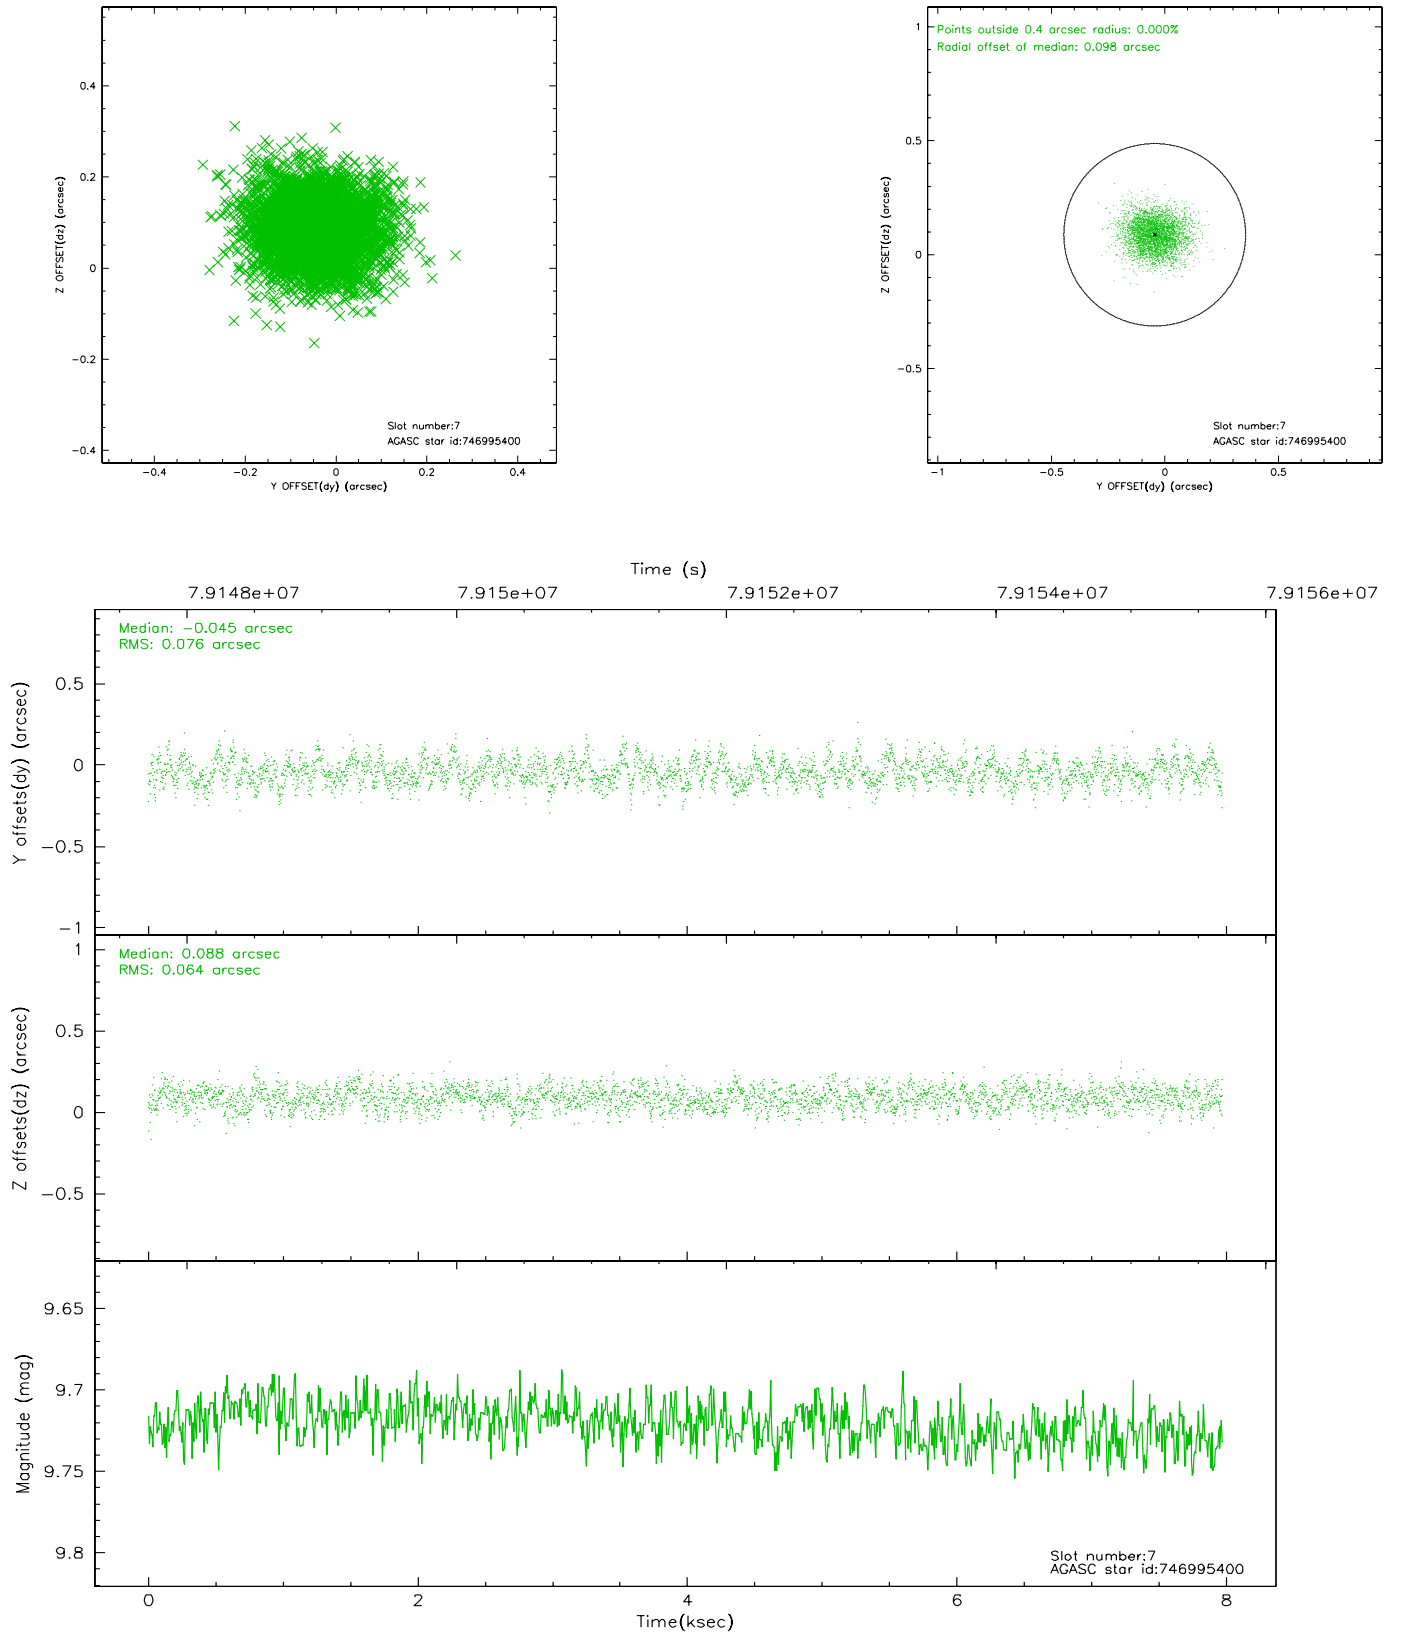 0.4
0.2
0
−0.2
−0.4
Z OFFSET(dz) (arcsec)
Slot number:7
AGASC star id:746995400
−0.4 −0.2 0 0.2 0.4
Y OFFSET(dy) (arcsec)
Points outside 0.4 arcsec radius: 0.000%
Radial offset of median: 0.098 arcsec
1
0.5
0
−0.5
Z OFFSET(dz) (arcsec)
Slot number:7
AGASC star id:746995400
−1 −0.5 0 0.5
Y OFFSET(dy) (arcsec)
Time (s)
7.9148e+07 7.915e+07 7.9152e+07 7.9154e+07 7.9156e+07
Median: −0.045 arcsec
RMS: 0.076 arcsec
0.5
0
−0.5
−1
Y offsets(dy) (arcsec)
Median: 0.088 arcsec
RMS: 0.064 arcsec
1
0.5
0
−0.5
Z offsets(dz) (arcsec)
9.65
9.7
9.75
9.8
Magnitude (mag)
Slot number:7
AGASC star id:746995400
0 2 4 6 8
Time(ksec)